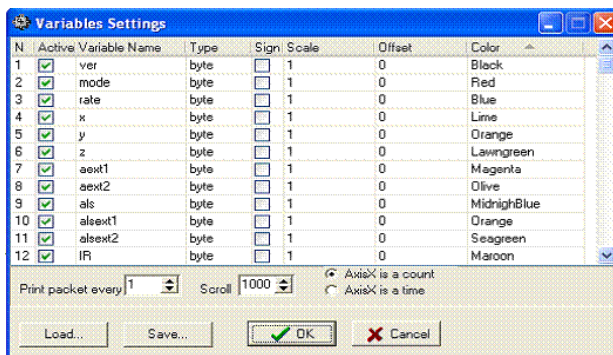 Variables Settings
N Active Variable Name Type Sign Scale Offset Color
1 ver byte 1 0 Black
2 mode byte 1 0 Red
3 rate byte 1 0 Blue
4 x byte 1 0 Lime
5 y byte 1 0 Orange
6 z byte 1 0 Lawngreen
7 aext1 byte 1 0 Magenta
8 aext2 byte 1 0 Olive
9 als byte 1 0 MidnighBlue
10 alsext1 byte 1 0 Orange
11 alsext2 byte 1 0 Seagreen
12 IR byte 1 0 Maroon
Print packet every 1 Scroll 1000 AxisX is a count
AxisX is a time
Load... Save... OK Cancel